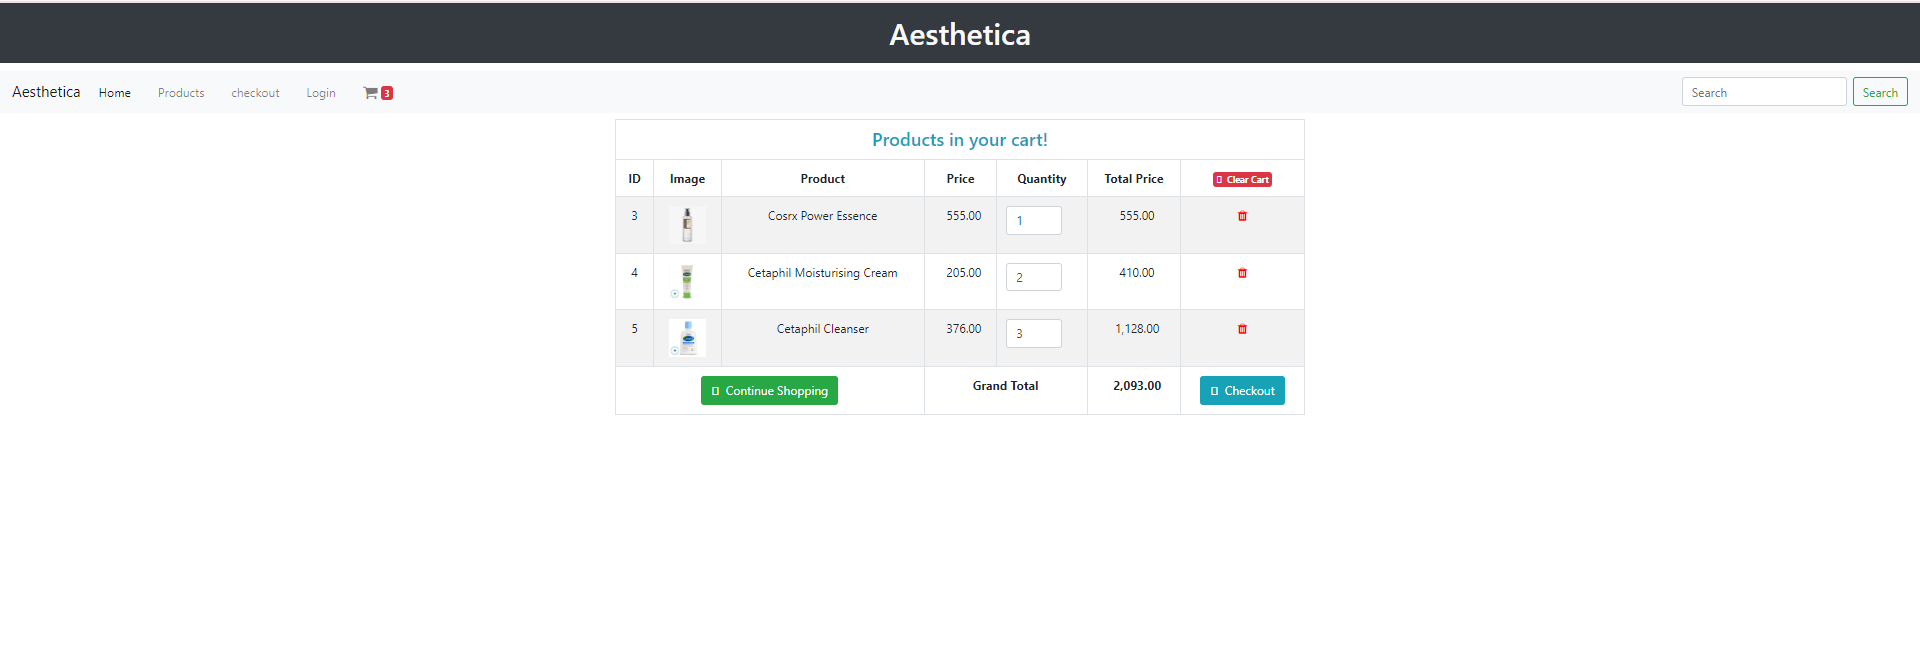 Aesthetica
Aesthetica Home Products checkout Login 3 Search Search
Products in your cart!
ID Image Product Price Quantity Total Price Clear Cart
3 Cosrx Power Essence 555.00 1 555.00
4 Cetaphil Moisturising Cream 205.00 2 410.00
5 Cetaphil Cleanser 376.00 3 1,128.00
Continue Shopping Grand Total 2,093.00 Checkout